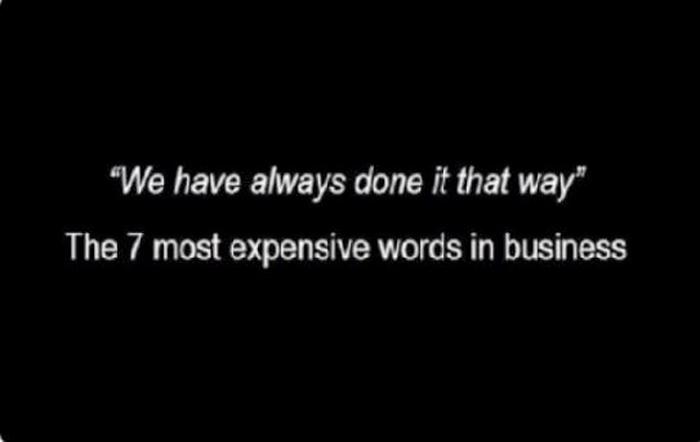 “We have always done it that way”
The 7 most expensive words in business